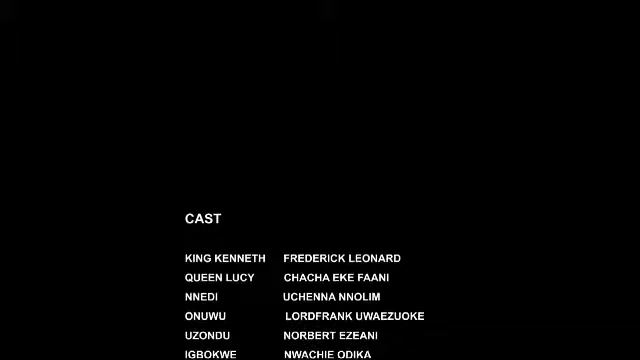 CAST
KING KENNETH FREDERICK LEONARD
QUEEN LUCY CHACHA EKE FAANI
NNEDI UCHENNA NNOLIM
ONUWU LORDFRANK UWAEZUOKE
UZONDU NORBERT EZEANI
IGBOKWE NWACHIE ODIKA